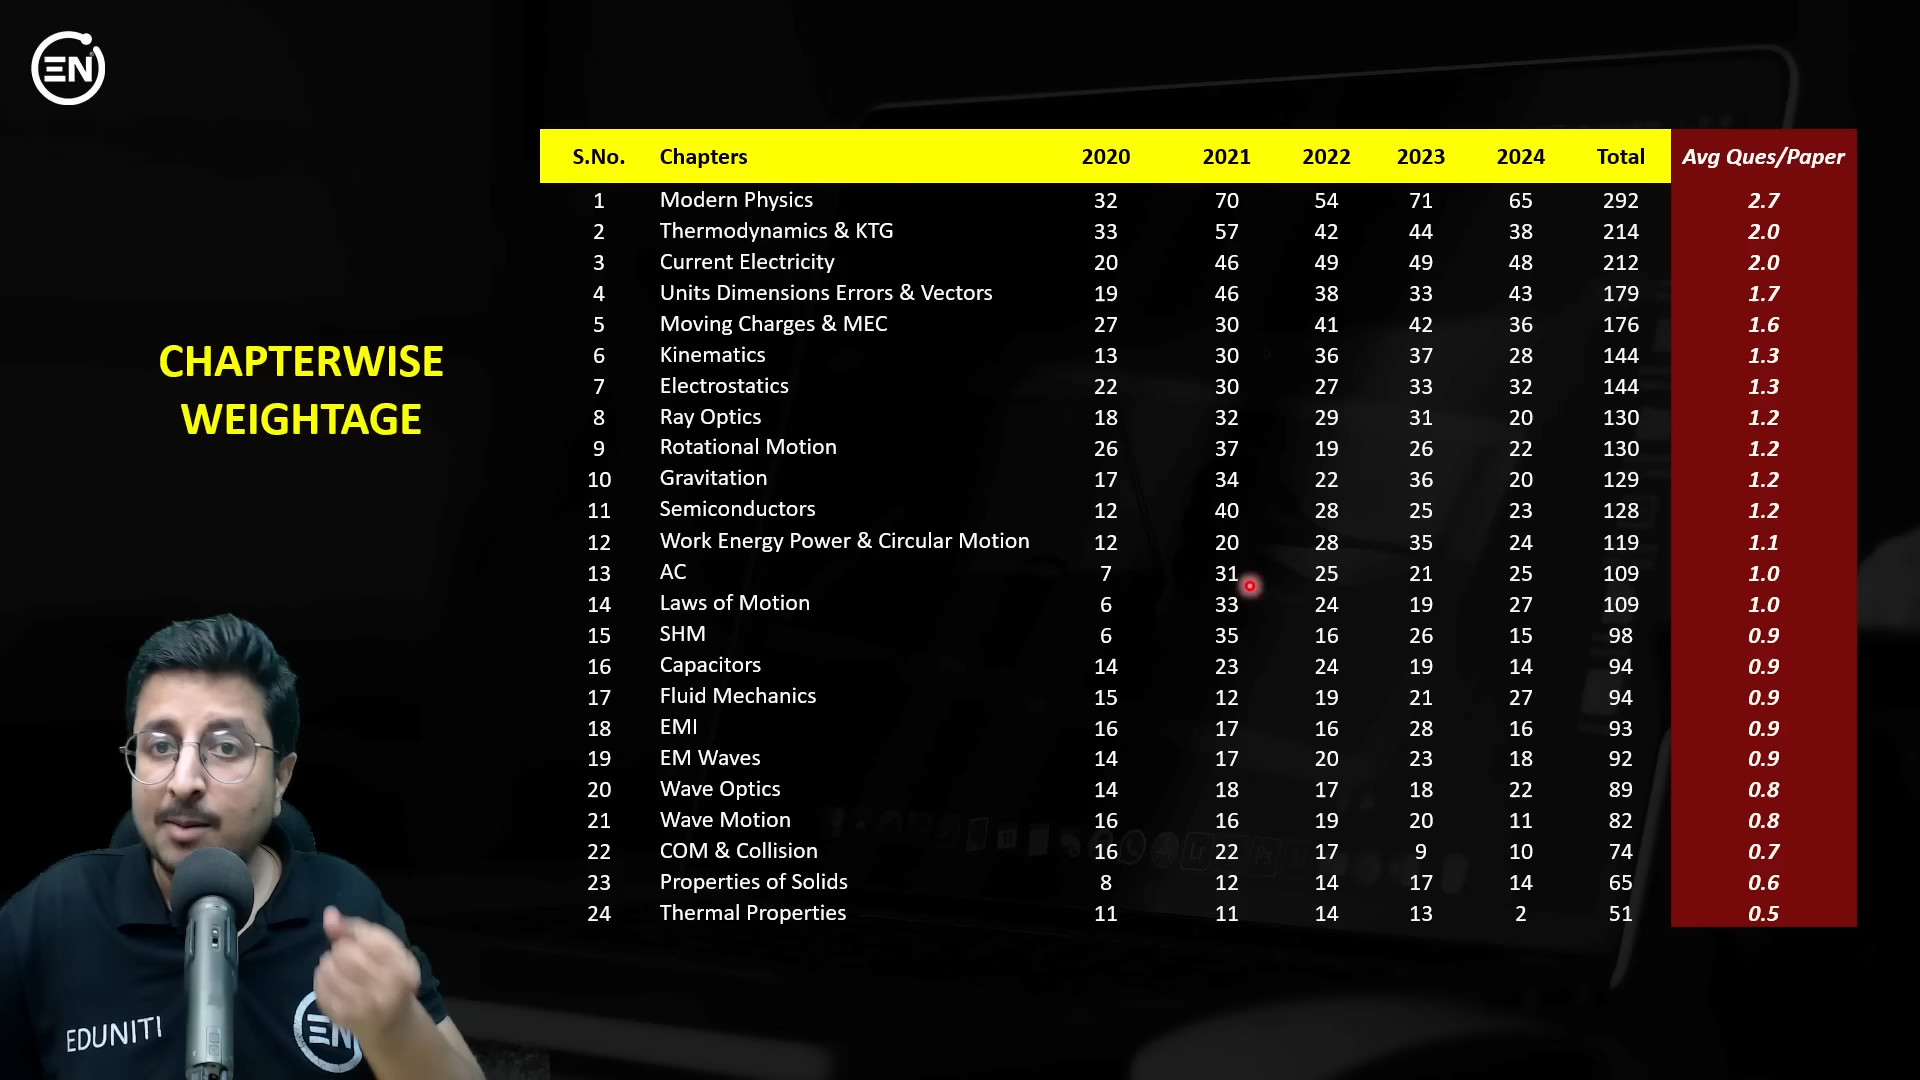 EN
CHAPTERWISE
WEIGHTAGE
S.No. Chapters 2020 2021 2022 2023 2024 Total Avg Ques/Paper
1 Modern Physics 32 70 54 71 65 292 2.7
2 Thermodynamics & KTG 33 57 42 44 38 214 2.0
3 Current Electricity 20 46 49 49 48 212 2.0
4 Units Dimensions Errors & Vectors 19 46 38 33 43 179 1.7
5 Moving Charges & MEC 27 30 41 42 36 176 1.6
6 Kinematics 13 30 36 37 28 144 1.3
7 Electrostatics 22 30 27 33 32 144 1.3
8 Ray Optics 18 32 29 31 20 130 1.2
9 Rotational Motion 26 37 19 26 22 130 1.2
10 Gravitation 17 34 22 36 20 129 1.2
11 Semiconductors 12 40 28 25 23 128 1.2
12 Work Energy Power & Circular Motion 12 20 28 35 24 119 1.1
13 AC 7 31 25 21 25 109 1.0
14 Laws of Motion 6 33 24 19 27 109 1.0
15 SHM 6 35 16 26 15 98 0.9
16 Capacitors 14 23 24 19 14 94 0.9
17 Fluid Mechanics 15 12 19 21 27 94 0.9
18 EMI 16 17 16 28 16 93 0.9
19 EM Waves 14 17 20 23 18 92 0.9
20 Wave Optics 14 18 17 18 22 89 0.8
21 Wave Motion 16 16 19 20 11 82 0.8
22 COM & Collision 16 22 17 9 10 74 0.7
23 Properties of Solids 8 12 14 17 14 65 0.6
24 Thermal Properties 11 11 14 13 2 51 0.5
EDUNITI
EN